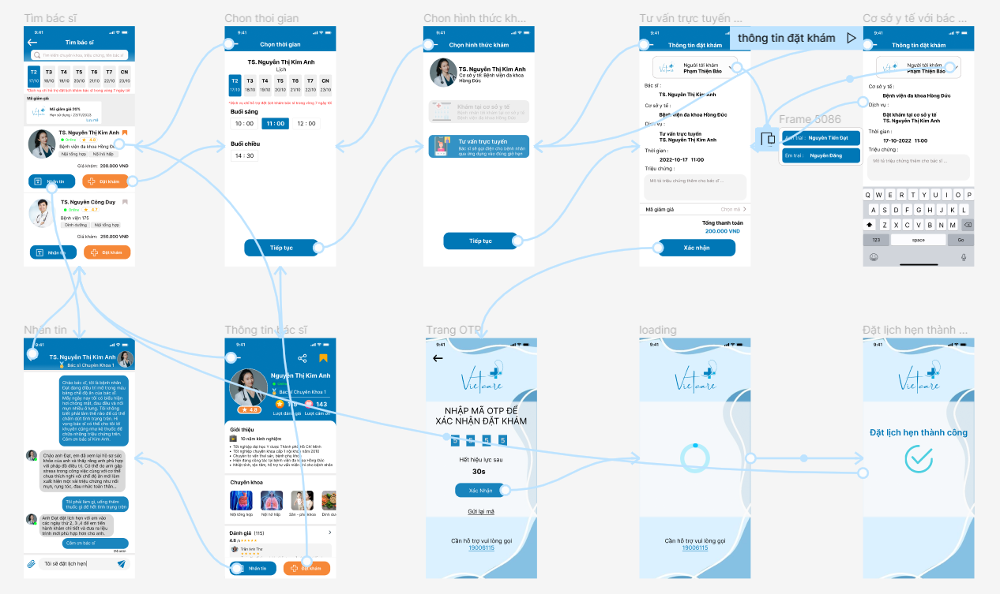 Tìm bác sĩ
9:41
Tìm bác sĩ
Tìm kiếm chuyên khoa, triệu chứng, tên bác sĩ
T2 T3 T4 T5 T6 T7 CN
17/10 18/10 19/10 20/10 21/10 22/10 23/10
*Dịch vụ chỉ hỗ trợ đặt lịch khám bác sĩ trong vòng 7 ngày tới
Mã giảm giá
Vietcare
Mã giảm giá 20%
Hạn sử dụng : 23/11/2023
Lưu mã
TS. Nguyễn Thị Kim Anh
Online 4.8
Bệnh viện đa khoa Hồng Đức
Nội tổng hợp Nội hô hấp
Giá khám: 200.000 VNĐ
Nhắn tin Đặt khám
TS. Nguyễn Công Duy
Online 4.7
Bệnh viện 175
Dinh dưỡng Nội tổng hợp
Giá khám: 250.000 VNĐ
Nhắn tin Đặt khám
Chọn thời gian
9:41
Chọn thời gian
TS. Nguyễn Thị Kim Anh
Lịch
T2 T3 T4 T5 T6 T7 CN
17/10 18/10 19/10 20/10 21/10 22/10 23/10
*Dịch vụ chỉ hỗ trợ đặt lịch khám bác sĩ trong vòng 7 ngày tới
Buổi sáng
10 : 00 11 : 00 12 : 00
Buổi chiều
14 : 30
Tiếp tục
Chọn hình thức kh...
9:41
Chọn hình thức khám
TS. Nguyễn Thị Kim Anh
Cơ sở y tế: Bệnh viện đa khoa
Hồng Đức
Khám tại cơ sở y tế
Bệnh nhân tới khám tại cơ sở y tế
Bệnh viện đa khoa Hồng Đức
Tư vấn trực tuyến
Bác sĩ sẽ gọi điện cho bệnh nhân
qua ứng dụng vào đúng giờ hẹn
Tiếp tục
Tư vấn trực tuyến ...
9:41
Thông tin đặt khám
Vietcare
Người tới khám
Phạm Thiện Bảo
Bác sĩ :
TS. Nguyễn Thị Kim Anh
Cơ sở y tế :
Bệnh viện đa khoa Hồng Đức
Dịch vụ :
Tư vấn trực tuyến
TS. Nguyễn Thị Kim Anh
Thời gian :
2022-10-17 11:00
Triệu chứng :
Mô tả triệu chứng thêm cho bác sĩ ...
Mã giảm giá Chọn mã
Tổng thanh toán
200.000 VND
Xác nhận
thông tin đặt khám
Frame 5086
Anh trai : Nguyễn Tiến Đạt
Em trai : Nguyễn Đăng
Cơ sở y tế với bác ...
9:41
Thông tin đặt khám
Vietcare
Người tới khám
Phạm Thiện Bảo
Cơ sở y tế :
Bệnh viện đa khoa Hồng Đức
Dịch vụ :
Đặt khám tại cơ sở y tế
TS. Nguyễn Thị Kim Anh
Thời gian :
17-10-2022 11:00
Triệu chứng :
Mô tả triệu chứng thêm cho bác sĩ ...
Q W E R T Y U I O P
A S D F G H J K L
Z X C V B N M
123 space Go
Nhắn tin
9:41
TS. Nguyễn Thị Kim Anh
Bác sĩ Chuyên Khoa 1
Chào bác sĩ, tôi là bệnh nhân
Đạt đang điều trị mỡ trong máu
bằng chế độ ăn của bác sĩ.
Mấy ngày nay tôi có biểu hiện
hơi chóng mặt, đau đầu và nổi
mụn nhiều ở lưng. Tôi không
biết phải làm thế nào để có thể
chấm dứt tình trạng trên. Hi
vọng bác sĩ có thể cho tôi lời
khuyên cũng như kê thuốc để
chữa những triệu chứng trên.
Cảm ơn bác sĩ Kim Anh.
Chào anh Đạt, em đã xem lại hồ sơ sức
khỏe của anh và thấy rằng anh phù hợp
với pháp đồ điều trị. Có thể do anh gặp
stress trong công việc cùng với cơ thể
chưa thích nghi với chế độ ăn mới làm
xuất hiện một vài triệu chứng như nổi
mụn, rụng tóc, đau nhức toàn thân...
Tôi phải làm gì, uống thêm
thuốc gì để hết tình trạng trên
Anh Đạt đặt lịch hẹn với em vào
các ngày thứ 2, 3 ,4 để em tiến
hành khám chi tiết và đưa ra liệu
trình mới phù hợp hơn cho anh.
Cảm ơn bác sĩ
Đã xem
Tôi sẽ đặt lịch hẹn
Thông tin bác sĩ
9:41
Nguyễn Thị Kim Anh
Online
Bác sĩ Chuyên Khoa 1
4.8
115 143
Lượt đánh giá Lượt cảm ơn
Giới thiệu
10 năm kinh nghiệm
Tốt nghiệp đại học Y dược Thành phố Hồ Chí Minh
Tốt nghiệp chuyên khoa cấp 1 nội khoa năm 2010
Chuyên tư vấn thai sản, bệnh phụ khoa
Hiện đang công tác tại bệnh viện đa khoa Hồng Đức
Nhiệt tình, tận tâm, hỗ trợ tư vấn miễn phí cho bệnh nhân
Chuyên khoa
Nội tổng hợp Nội hô hấp Sản - phụ khoa Dinh dưỡ
Đánh giá (115)
4.8 /5
Trần Anh Thư
Nhắn tin Đặt khám
Trang OTP
9:41
Vietcare
NHẬP MÃ OTP ĐỂ
XÁC NHẬN ĐẶT KHÁM
5 5 5 5
Hết hiệu lực sau
30s
Xác Nhận
Gửi lại mã
Cần hỗ trợ vui lòng gọi
19006115
loading
9:41
Vietcare
Cần hỗ trợ vui lòng gọi
19006115
Đặt lịch hẹn thành ...
9:41
Vietcare
Đặt lịch hẹn thành công